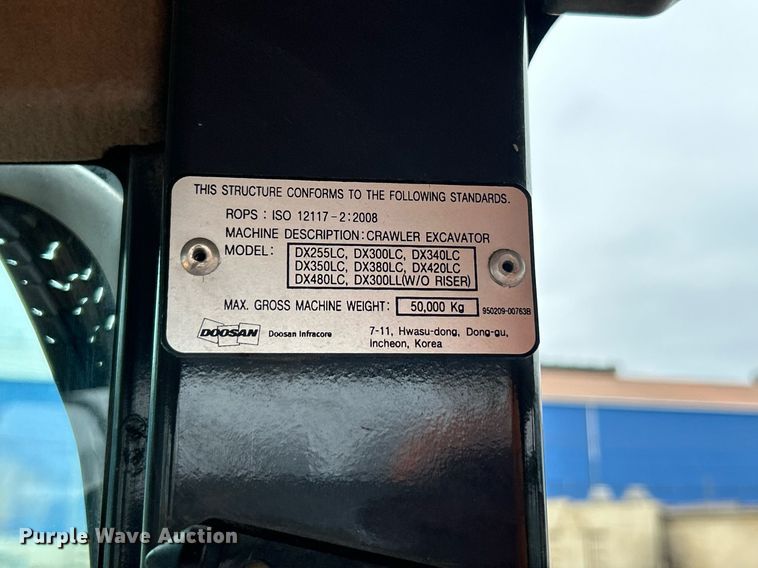 THIS STRUCTURE CONFORMS TO THE FOLLOWING STANDARDS.
ROPS : ISO 12117-2:2008
MACHINE DESCRIPTION:CRAWLER EXCAVATOR
MODEL: DX255LC, DX300LC, DX340LC
DX350LC, DX380LC, DX420LC
DX480LC, DX300LL(W/O RISER)
MAX. GROSS MACHINE WEIGHT: 50,000 Kg 950209-00763B
DOOSAN Doosan Infracore 7-11, Hwasu-dong, Dong-gu,
Incheon, Korea
Purple Wave Auction